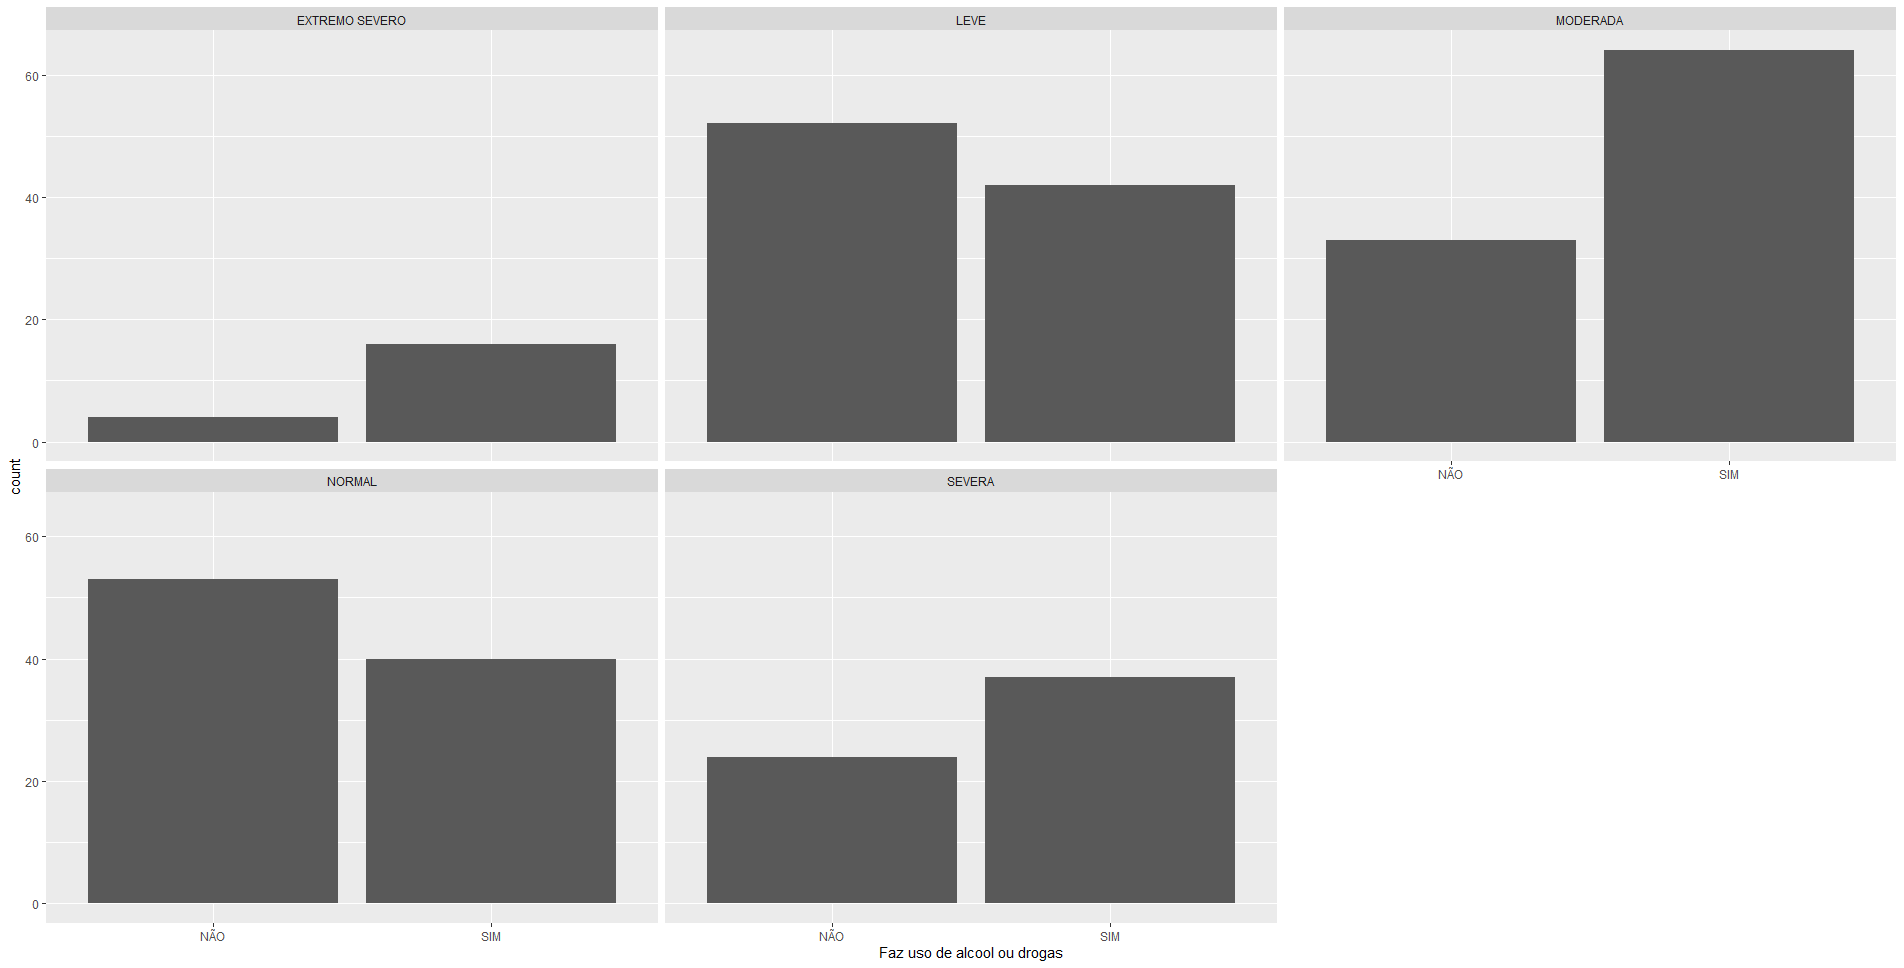 EXTREMO SEVERO
LEVE
MODERADA
60
40
20
0
NÃO
SIM
count
NORMAL
SEVERA
60
40
20
0
NÃO
SIM
NÃO
SIM
Faz uso de alcool ou drogas